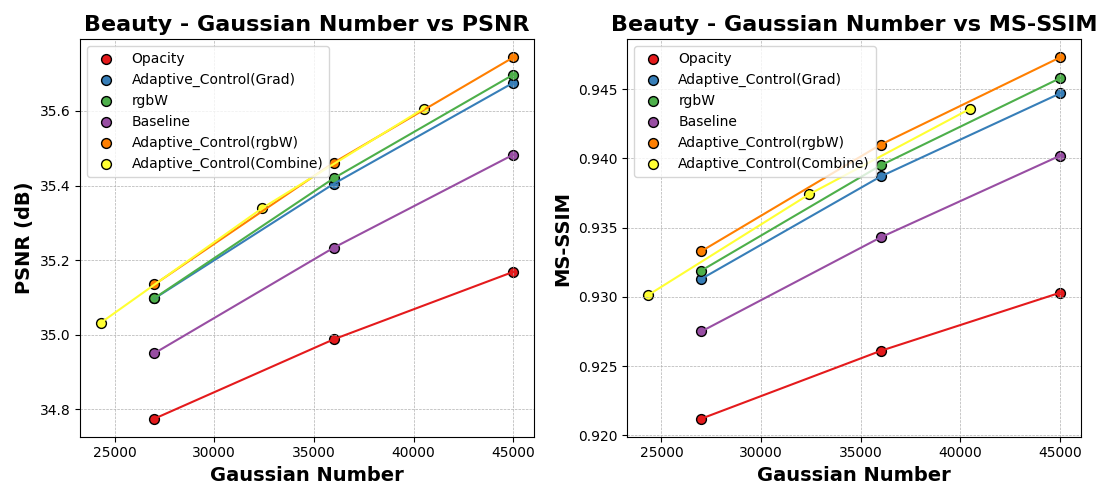 Beauty - Gaussian Number vs PSNR
Opacity
Adaptive_Control(Grad)
rgbW
Baseline
Adaptive_Control(rgbW)
Adaptive_Control(Combine)
PSNR (dB)
35.6
35.4
35.2
35.0
34.8
25000 30000 35000 40000 45000
Gaussian Number
Beauty - Gaussian Number vs MS-SSIM
Opacity
Adaptive_Control(Grad)
rgbW
Baseline
Adaptive_Control(rgbW)
Adaptive_Control(Combine)
MS-SSIM
0.945
0.940
0.935
0.930
0.925
0.920
25000 30000 35000 40000 45000
Gaussian Number